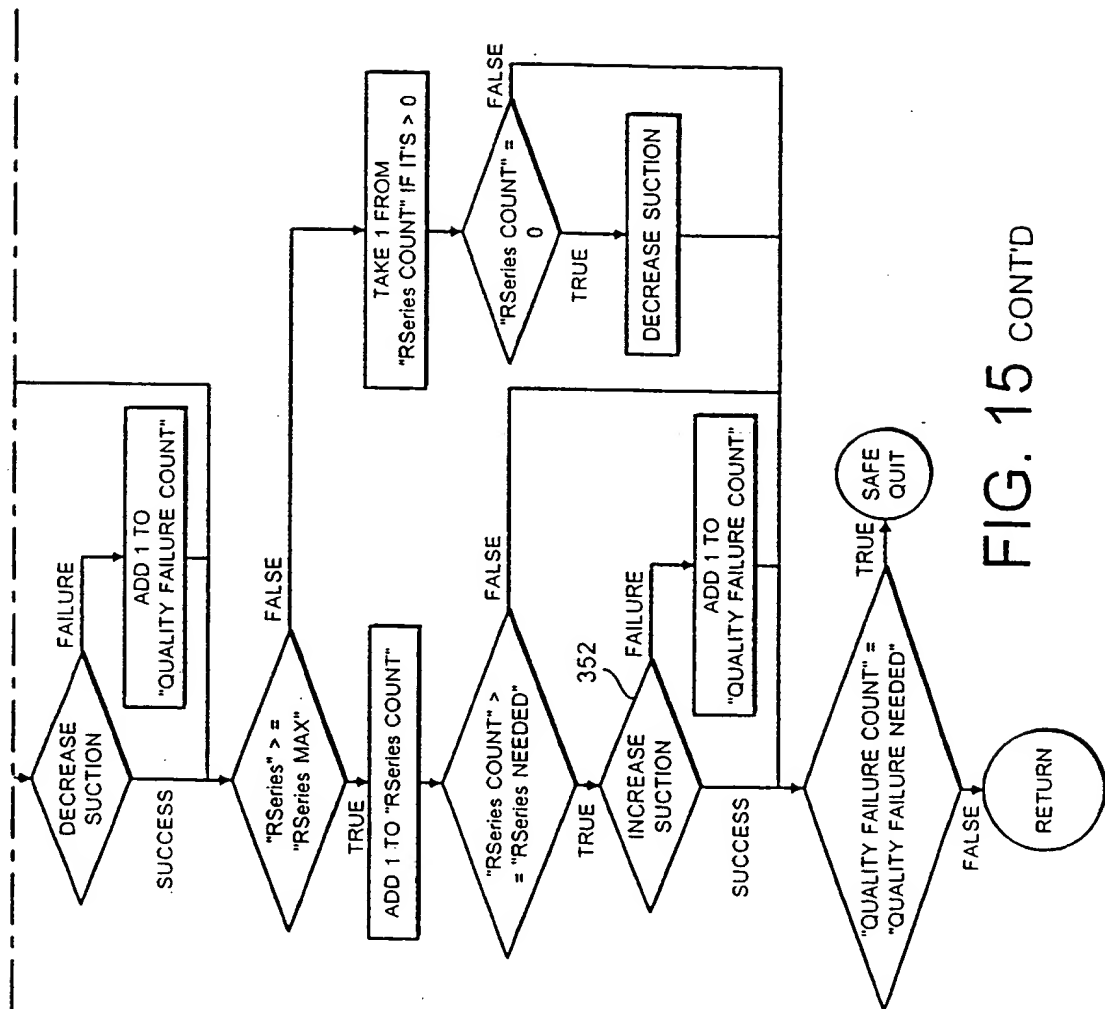 DECREASE
SUCTION
FAILURE
ADD 1 TO
"QUALITY FAILURE COUNT"
SUCCESS
"RSeries" > =
"RSeries MAX"
FALSE
TRUE
TAKE 1 FROM
"RSeries COUNT" IF IT'S > 0
ADD 1 TO "RSeries COUNT"
"RSeries COUNT" =
0
FALSE
TRUE
DECREASE SUCTION
"RSeries COUNT" >
= "RSeries NEEDED"
FALSE
TRUE
352
INCREASE
SUCTION
FAILURE
ADD 1 TO
"QUALITY FAILURE COUNT"
SUCCESS
"QUALITY FAILURE COUNT" =
"QUALITY FAILURE NEEDED"
TRUE
SAFE
QUIT
FALSE
RETURN
FIG. 15 CONT'D